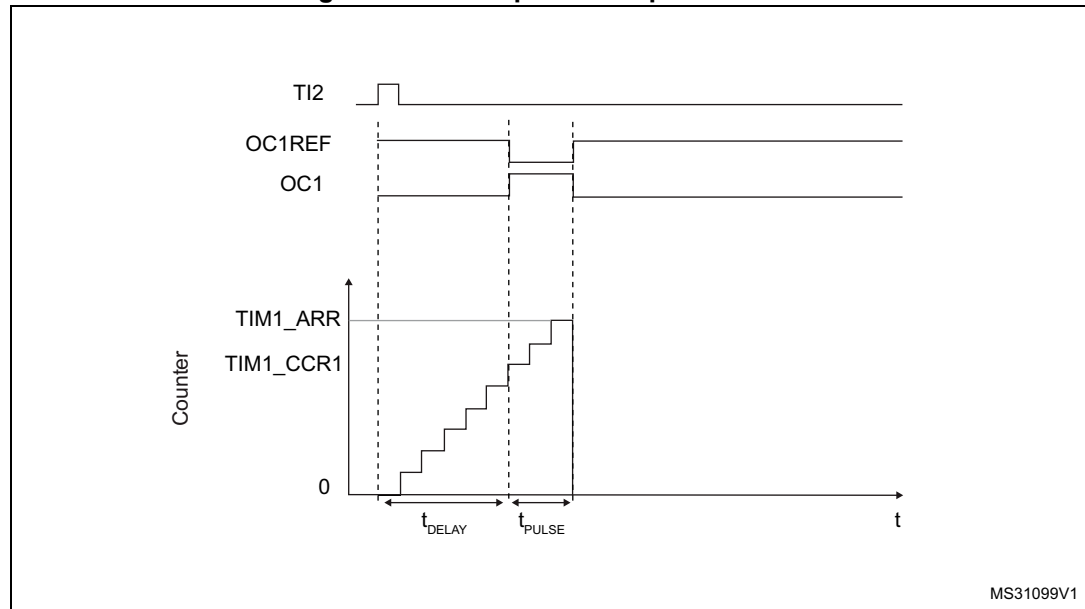 TI2
OC1REF
OC1
TIM1_ARR
TIM1_CCR1
Counter
0
tDELAY
tPULSE
t
MS31099V1